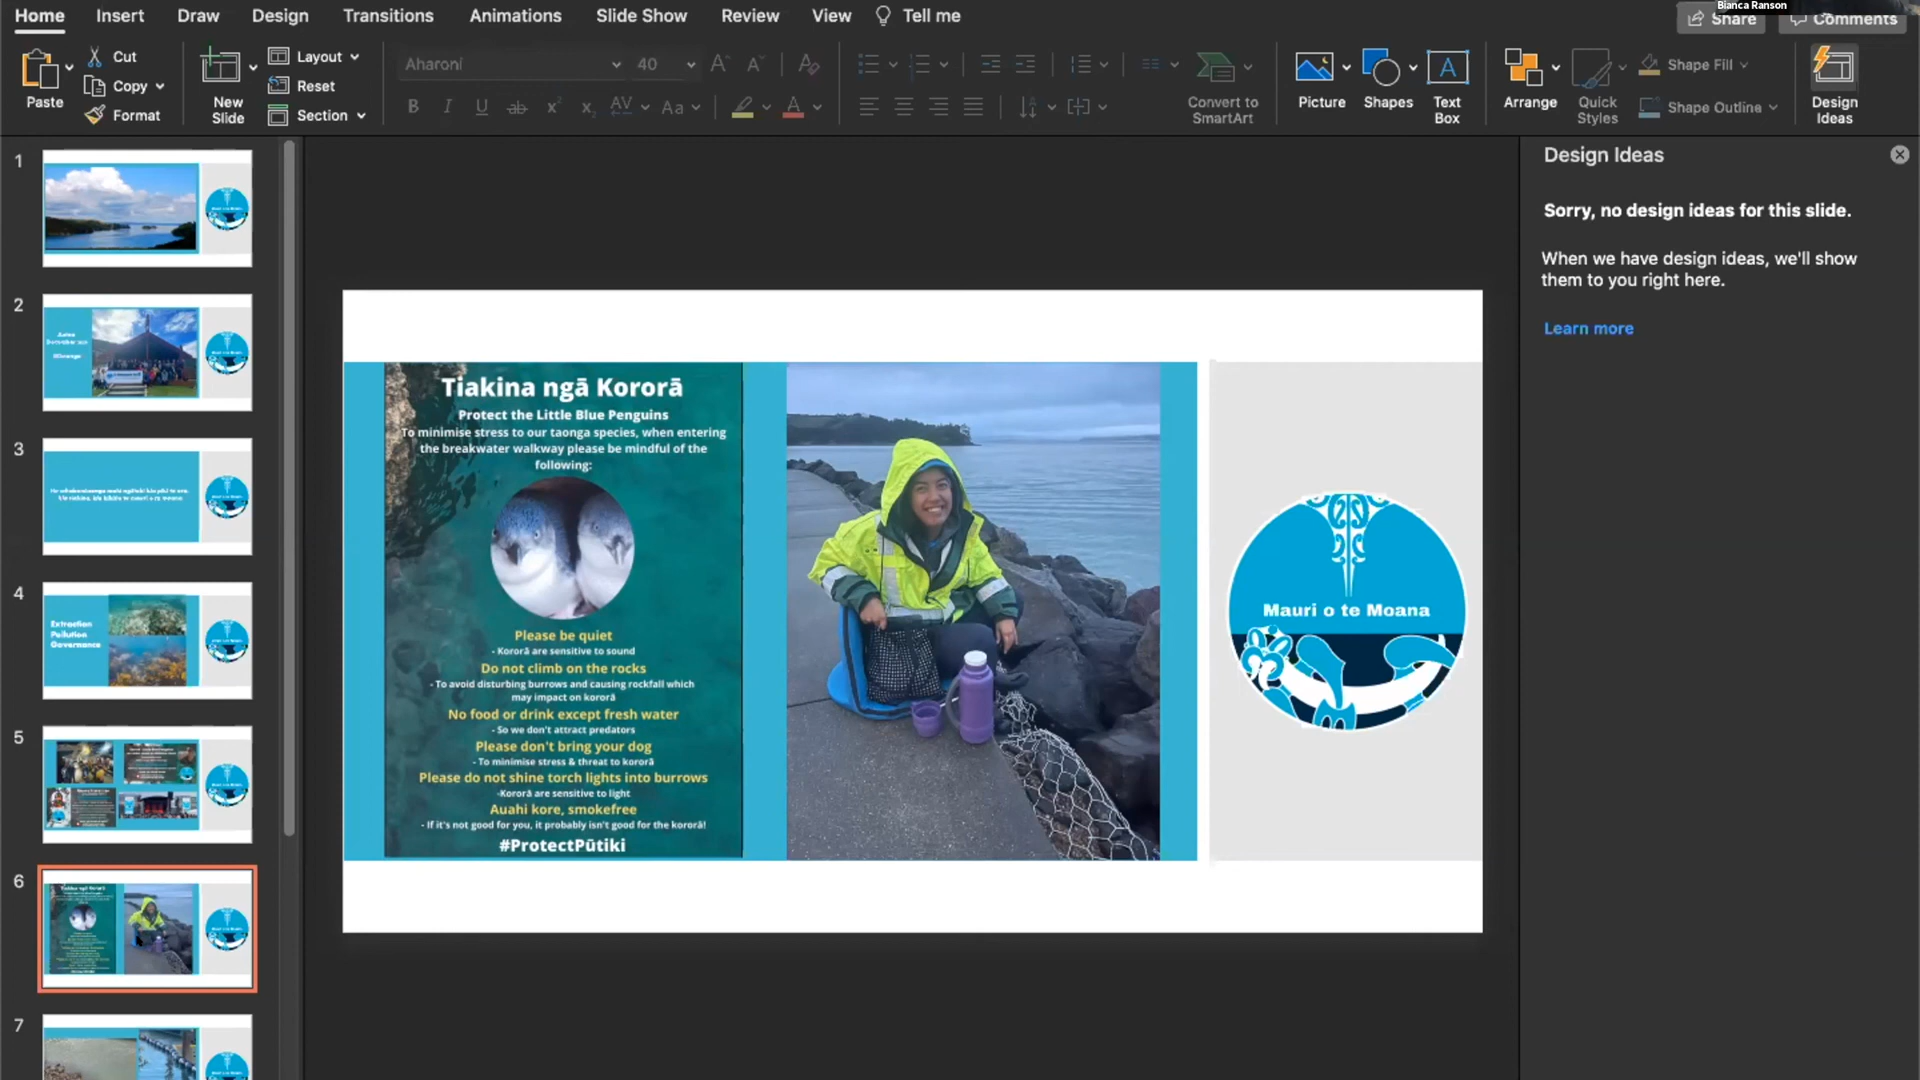 Bianca Ranson
Home Insert Draw Design Transitions Animations Slide Show Review View Tell me
Share
Comments
Paste
Cut
Copy
Format
New
Slide
Layout
Reset
Section
Aharoni
40
Convert to
SmartArt
Picture
Shapes
Text
Box
Arrange
Quick
Styles
Shape Fill
Shape Outline
Design
Ideas
1
2
3
4
Extraction
Pollution
Governance
5
6
7
Tiakina ngā Kororā
Protect the Little Blue Penguins
To minimise stress to our taonga species, when entering
the breakwater walkway please be mindful of the
following:
Please be quiet
- Kororā are sensitive to sound
Do not climb on the rocks
- To avoid disturbing burrows and causing rockfall which
may impact on kororā
No food or drink except fresh water
- So we don't attract predators
Please don't bring your dog
- To minimise stress & threat to kororā
Please do not shine torch lights into burrows
-Kororā are sensitive to light
Auahi kore, smokefree
- If it's not good for you, it probably isn't good for the kororā!
#ProtectPūtiki
Mauri o te Moana
Design Ideas
Sorry, no design ideas for this slide.
When we have design ideas, we'll show
them to you right here.
Learn more